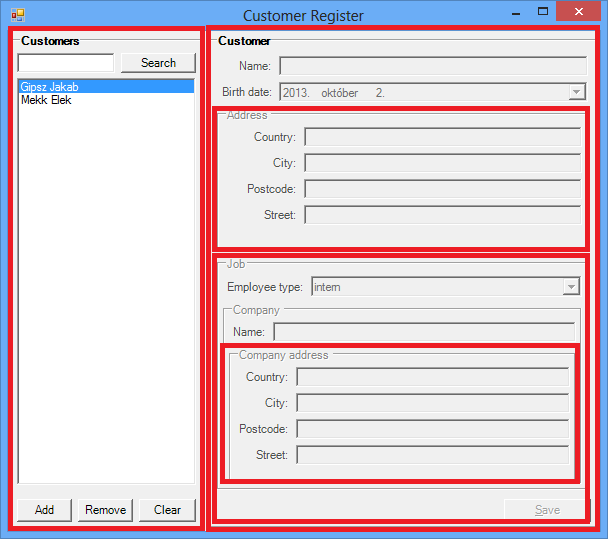 Customer Register
Customers
Search
Gipsz Jakab
Mekk Elek
Add
Remove
Clear
Customer
Name:
Birth date: 2013. október 2.
Address
Country:
City:
Postcode:
Street:
Job
Employee type: intern
Company
Name:
Company address
Country:
City:
Postcode:
Street:
Save